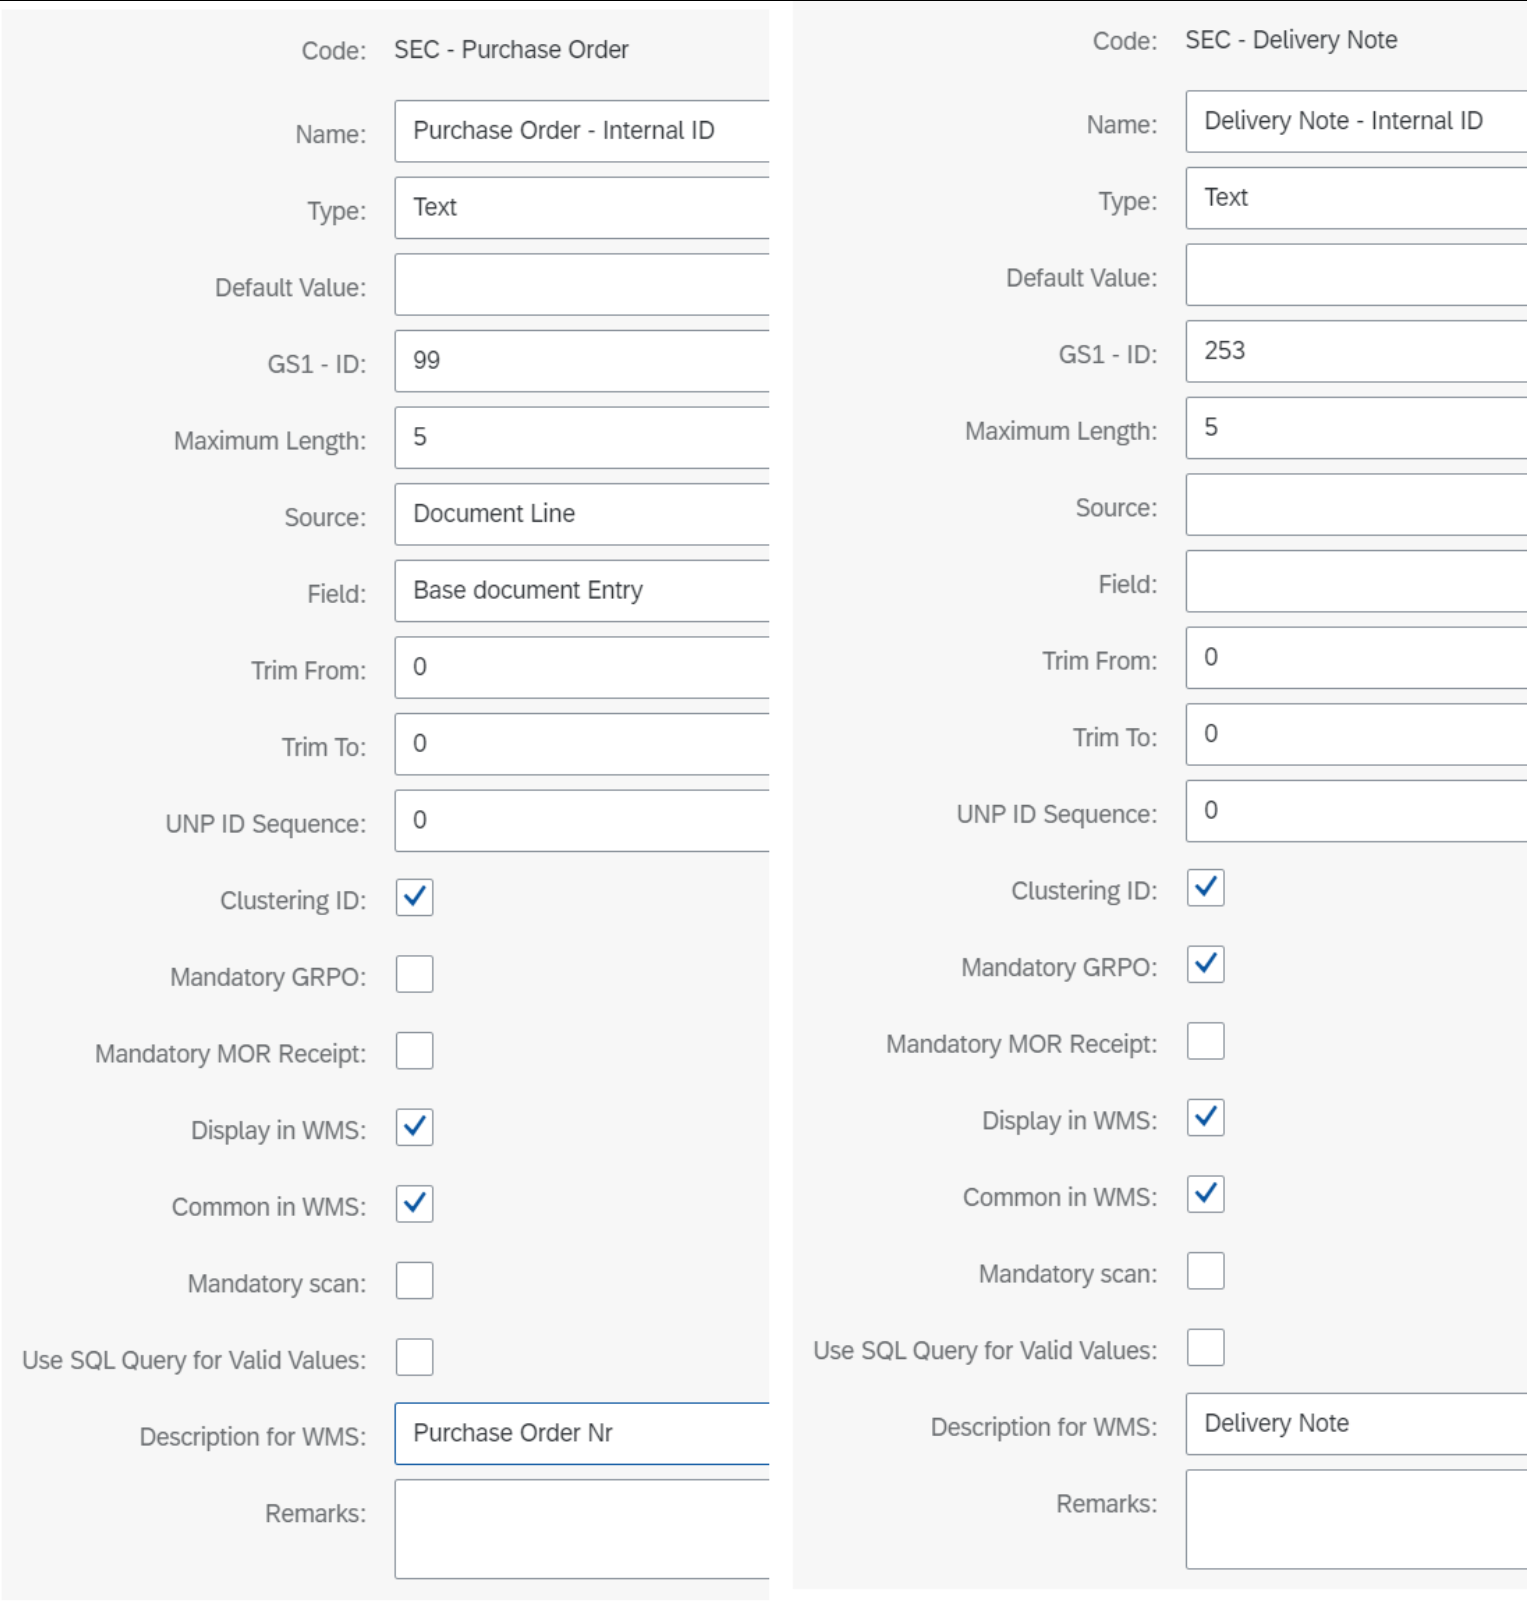 Code: SEC - Purchase Order
Name: Purchase Order - Internal ID
Type: Text
Default Value:
GS1 - ID: 99
Maximum Length: 5
Source: Document Line
Field: Base document Entry
Trim From: 0
Trim To: 0
UNP ID Sequence: 0
Clustering ID:
Mandatory GRPO:
Mandatory MOR Receipt:
Display in WMS:
Common in WMS:
Mandatory scan:
Use SQL Query for Valid Values:
Description for WMS: Purchase Order Nr
Remarks:
Code: SEC - Delivery Note
Name: Delivery Note - Internal ID
Type: Text
Default Value:
GS1 - ID: 253
Maximum Length: 5
Source:
Field:
Trim From: 0
Trim To: 0
UNP ID Sequence: 0
Clustering ID:
Mandatory GRPO:
Mandatory MOR Receipt:
Display in WMS:
Common in WMS:
Mandatory scan:
Use SQL Query for Valid Values:
Description for WMS: Delivery Note
Remarks: